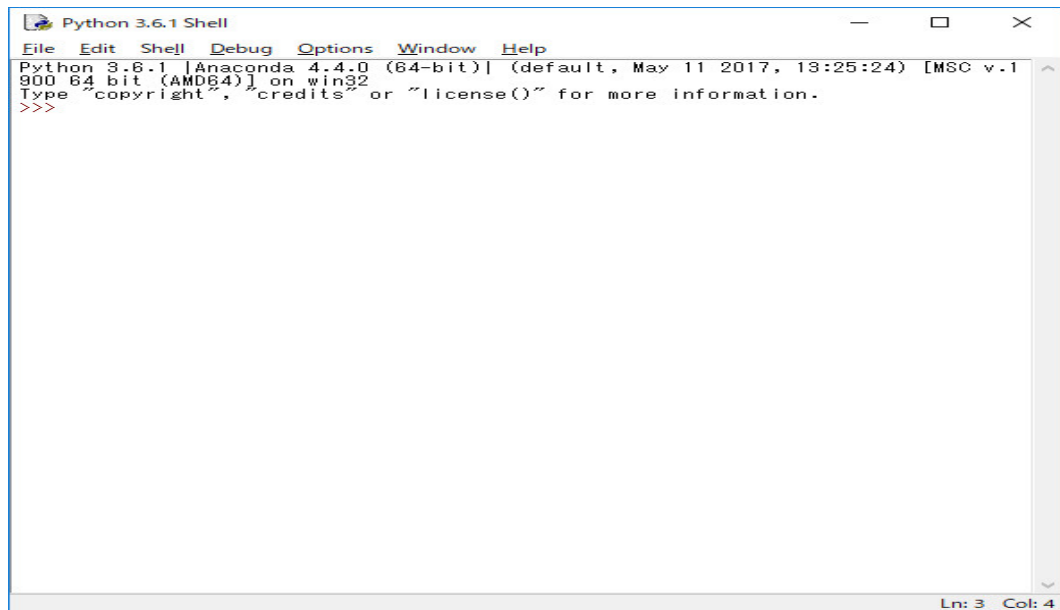 Python 3.6.1 Shell
File Edit Shell Debug Options Window Help
Python 3.6.1 |Anaconda 4.4.0 (64-bit)| (default, May 11 2017, 13:25:24) [MSC v.1
900 64 bit (AMD64)] on win32
Type "copyright", "credits" or "license()" for more information.
>>>
Ln: 3 Col: 4